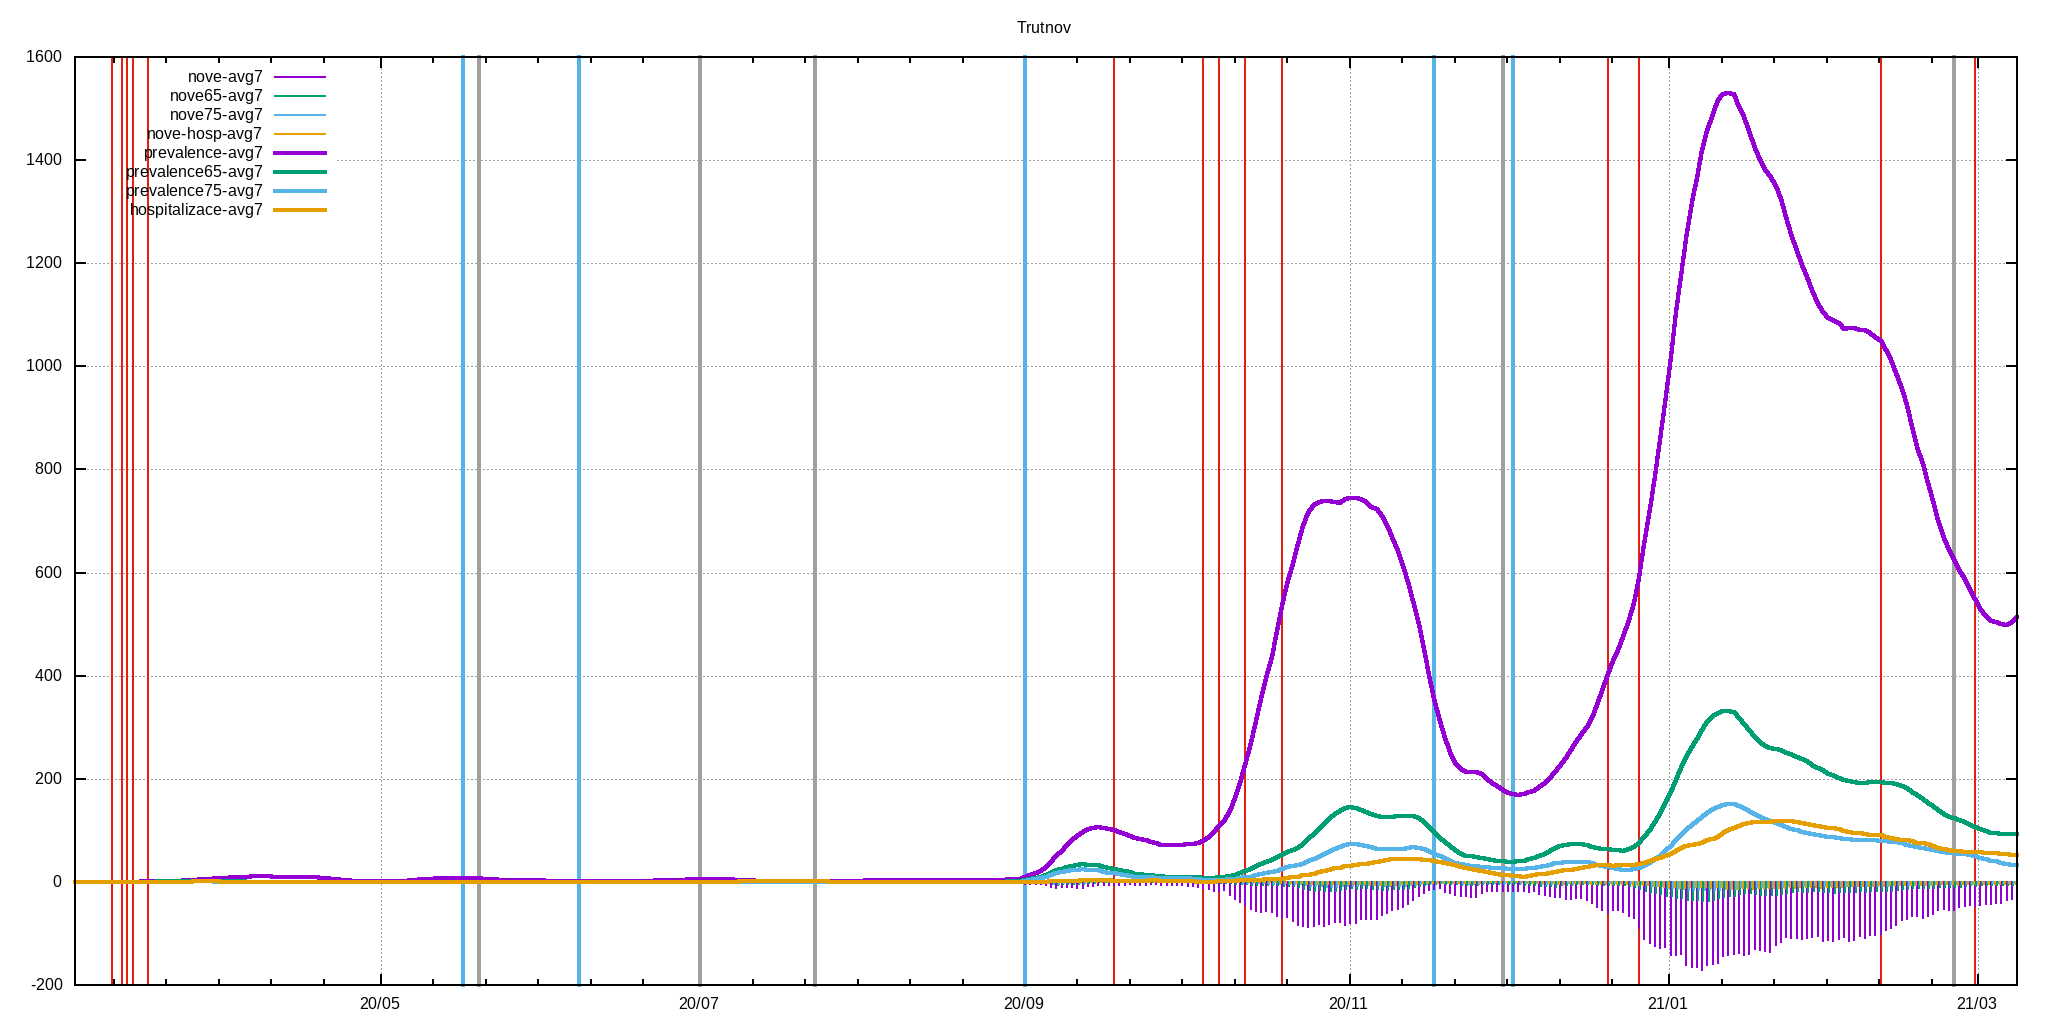 Trutnov
1600
1400
1200
1000
800
600
400
200
0
-200
nove-avg7
nove65-avg7
nove75-avg7
nove-hosp-avg7
prevalence-avg7
prevalence65-avg7
prevalence75-avg7
hospitalizace-avg7
20/05 20/07 20/09 20/11 21/01 21/03